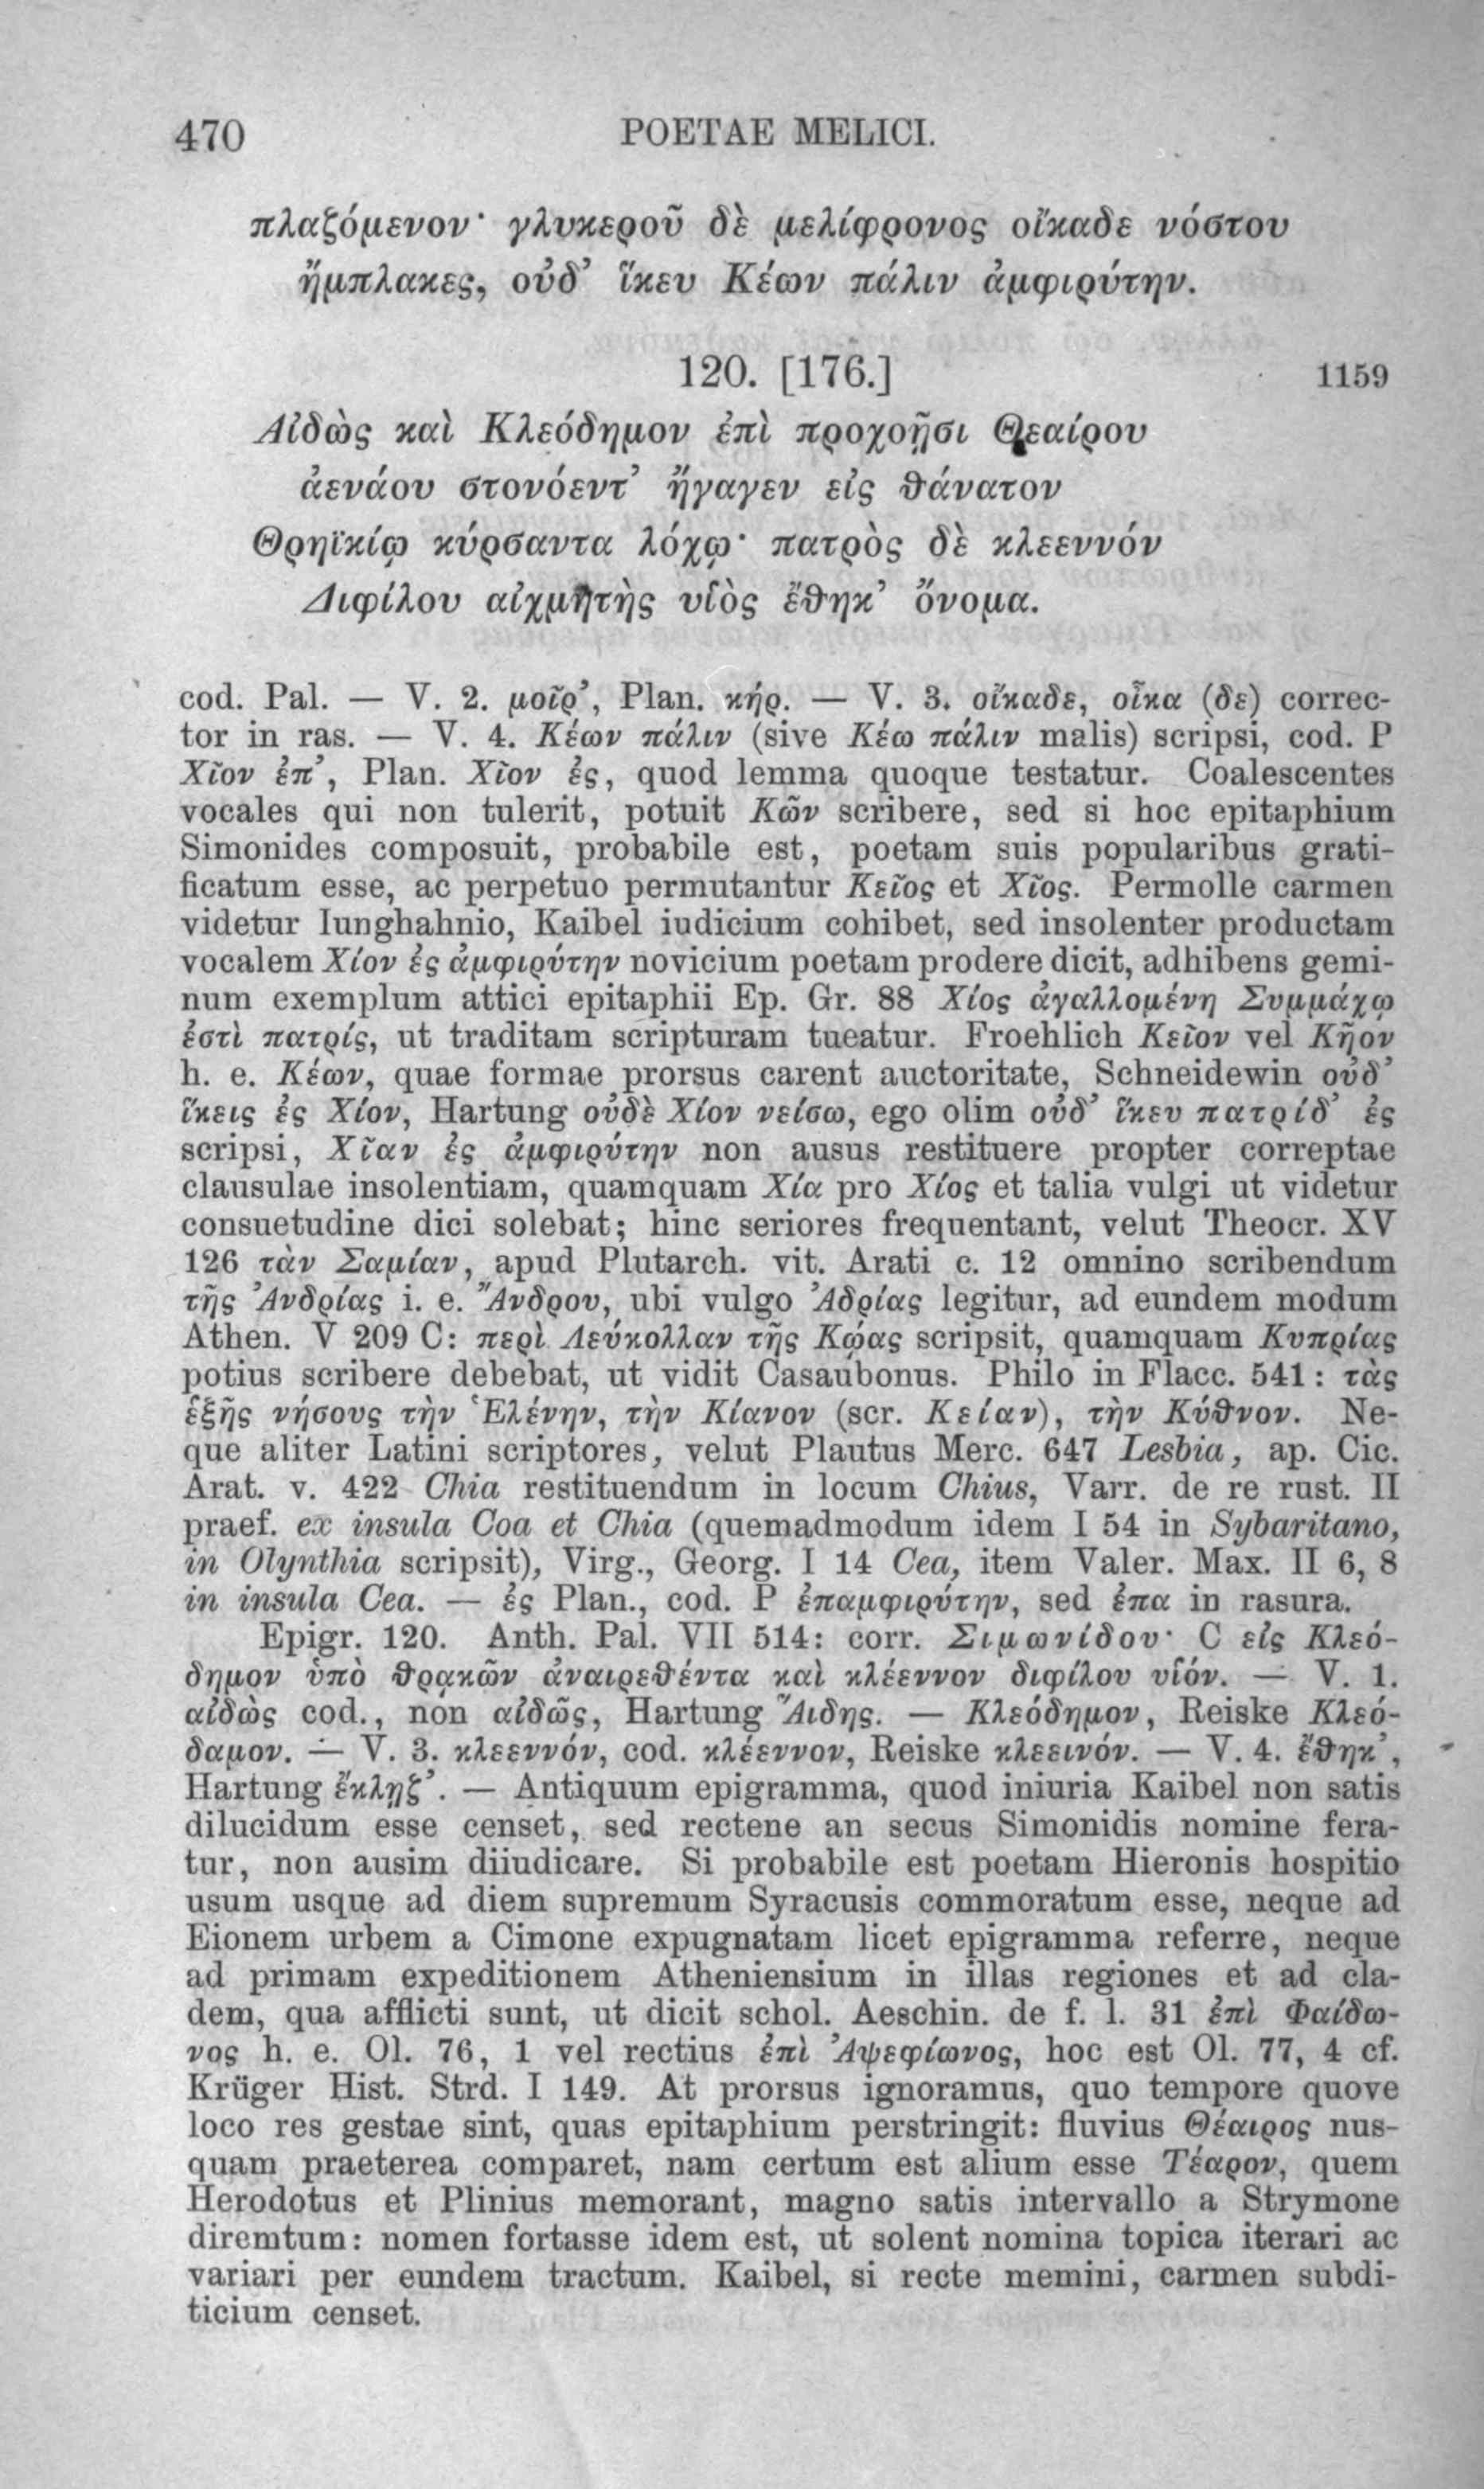 470
POETAE MELICI.
πλαζόμενον· γλυκεροῦ δὲ μελίφρονος οἴκαδε νόστου
ἤμπλακες, οὐδ’ ἵκευ Κέων πάλιν ἀμφιρύτην.
120. [176.]
1159
Αἰδὼς καὶ Κλεόδημον ἐπὶ προχοῇσι Θεαίρου
ἀενάου στονόεντ’ ἤγαγεν εἰς θάνατον
Θρηϊκίῳ κύρσαντα λόχῳ· πατρὸς δὲ κλεεννόν
Διφίλου αἰχμητὴς υἱὸς ἔθηκ’ ὄνομα.
cod. Pal. — V. 2. μοῖρ’, Plan. κήρ. — V. 3. οἴκαδε, οἶκα (δε) correc-
tor in ras. — V. 4. Κέων πάλιν (sive Κέω πάλιν malis) scripsi, cod. P
Χῖον ἐπ’, Plan. Χῖον ἐς, quod lemma quoque testatur. Coalescentes
vocales qui non tulerit, potuit Κῶν scribere, sed si hoc epitaphium
Simonides composuit, probabile est, poetam suis popularibus grati-
ficatum esse, ac perpetuo permutantur Κεῖος et Χῖος. Permolle carmen
videtur Iunghahnio, Kaibel iudicium cohibet, sed insolenter productam
vocalem Χίον ἐς ἀμφιρύτην novicium poetam prodere dicit, adhibens gemi-
num exemplum attici epitaphii Ep. Gr. 88 Χίος ἀγαλλομένη Συμμάχῳ
ἐστὶ πατρίς, ut traditam scripturam tueatur. Froehlich Κεῖον vel Κῆον
h. e. Κέων, quae formae prorsus carent auctoritate, Schneidewin οὐδ’
ἵκεις ἐς Χίον, Hartung οὐδὲ Χίον νείσω, ego olim οὐδ’ ἵκευ πατρίδ’ ἐς
scripsi, Χῖαν ἐς ἀμφιρύτην non ausus restituere propter correptae
clausulae insolentiam, quamquam Χία pro Χίος et talia vulgi ut videtur
consuetudine dici solebat; hinc seriores frequentant, velut Theocr. XV
126 τὰν Σαμίαν, apud Plutarch. vit. Arati c. 12 omnino scribendum
τῆς Ἀνδρίας i. e. Ἄνδρου, ubi vulgo Ἀδρίας legitur, ad eundem modum
Athen. V 209 C: περὶ Λεύκολλαν τῆς Κῴας scripsit, quamquam Κυπρίας
potius scribere debebat, ut vidit Casaubonus. Philo in Flacc. 541: τὰς
ἑξῆς νήσους τὴν Ἑλένην, τὴν Κίανον (scr. Κείαν), τὴν Κύθνον. Ne-
que aliter Latini scriptores, velut Plautus Merc. 647 Lesbia, ap. Cic.
Arat. v. 422 Chia restituendum in locum Chius, Varr. de re rust. II
praef. ex insula Coa et Chia (quemadmodum idem I 54 in Sybaritano,
in Olynthia scripsit), Virg., Georg. I 14 Cea, item Valer. Max. II 6, 8
in insula Cea. — ἐς Plan., cod. P ἐπαμφιρύτην, sed ἐπα in rasura.
Epigr. 120. Anth. Pal. VII 514: corr. Σιμωνίδου· C εἰς Κλεό-
δημον ὑπὸ θρᾳκῶν ἀναιρεθέντα καὶ κλέεννον διφίλου υἱόν. — V. 1.
αἰδὼς cod., non αἰδῶς, Hartung Ἄιδης. — Κλεόδημον, Reiske Κλεό-
δαμον. — V. 3. κλεεννόν, cod. κλέεννον, Reiske κλεεινόν. — V. 4. ἔθηκ’,
Hartung ἔκληξ’. — Antiquum epigramma, quod iniuria Kaibel non satis
dilucidum esse censet, sed rectene an secus Simonidis nomine fera-
tur, non ausim diiudicare. Si probabile est poetam Hieronis hospitio
usum usque ad diem supremum Syracusis commoratum esse, neque ad
Eionem urbem a Cimone expugnatam licet epigramma referre, neque
ad primam expeditionem Atheniensium in illas regiones et ad cla-
dem, qua afflicti sunt, ut dicit schol. Aeschin. de f. l. 31 ἐπὶ Φαίδω-
νος h. e. Ol. 76, 1 vel rectius ἐπὶ Ἀψεφίωνος, hoc est Ol. 77, 4 cf.
Krüger Hist. Strd. I 149. At prorsus ignoramus, quo tempore quove
loco res gestae sint, quas epitaphium perstringit: fluvius Θέαιρος nus-
quam praeterea comparet, nam certum est alium esse Τέαρον, quem
Herodotus et Plinius memorant, magno satis intervallo a Strymone
diremtum: nomen fortasse idem est, ut solent nomina topica iterari ac
variari per eundem tractum. Kaibel, si recte memini, carmen subdi-
ticium censet.